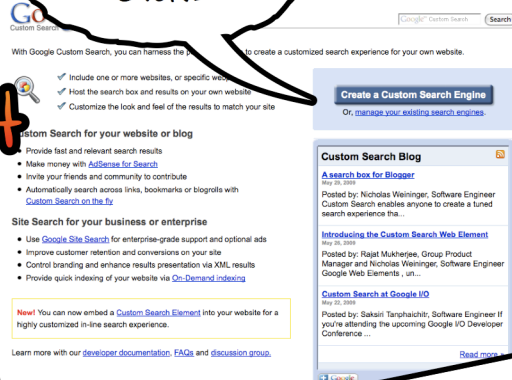 Go
Custom Search
Google™ Custom Search
Search
With Google Custom Search, you can harness the to create a customized search experience for your own website.
Include one or more websites, or specific
Host the search box and results on your own website
Customize the look and feel of the results to match your site
Create a Custom Search Engine
Or, manage your existing search engines.
Custom Search for your website or blog
Provide fast and relevant search results
Make money with AdSense for Search
Invite your friends and community to contribute
Automatically search across links, bookmarks or blogrolls with
Custom Search on the fly
Site Search for your business or enterprise
Use Google Site Search for enterprise-grade support and optional ads
Improve customer retention and conversions on your site
Control branding and enhance results presentation via XML results
Provide quick indexing of your website via On-Demand indexing
New! You can now embed a Custom Search Element into your website for a
highly customized in-line search experience.
Learn more with our developer documentation, FAQs and discussion group.
Custom Search Blog
A search box for Blogger
May 29, 2009
Posted by: Nicholas Weininger, Software Engineer
Custom Search enables anyone to create a tuned
search experience tha...
Introducing the Custom Search Web Element
May 26, 2009
Posted by: Rajat Mukherjee, Group Product
Manager and Nicholas Weininger, Software Engineer
Google Web Elements , un...
Custom Search at Google I/O
May 22, 2009
Posted by: Saksiri Tanphaichitr, Software Engineer If
you're attending the upcoming Google I/O Developer
Conference ...
Read more
Google